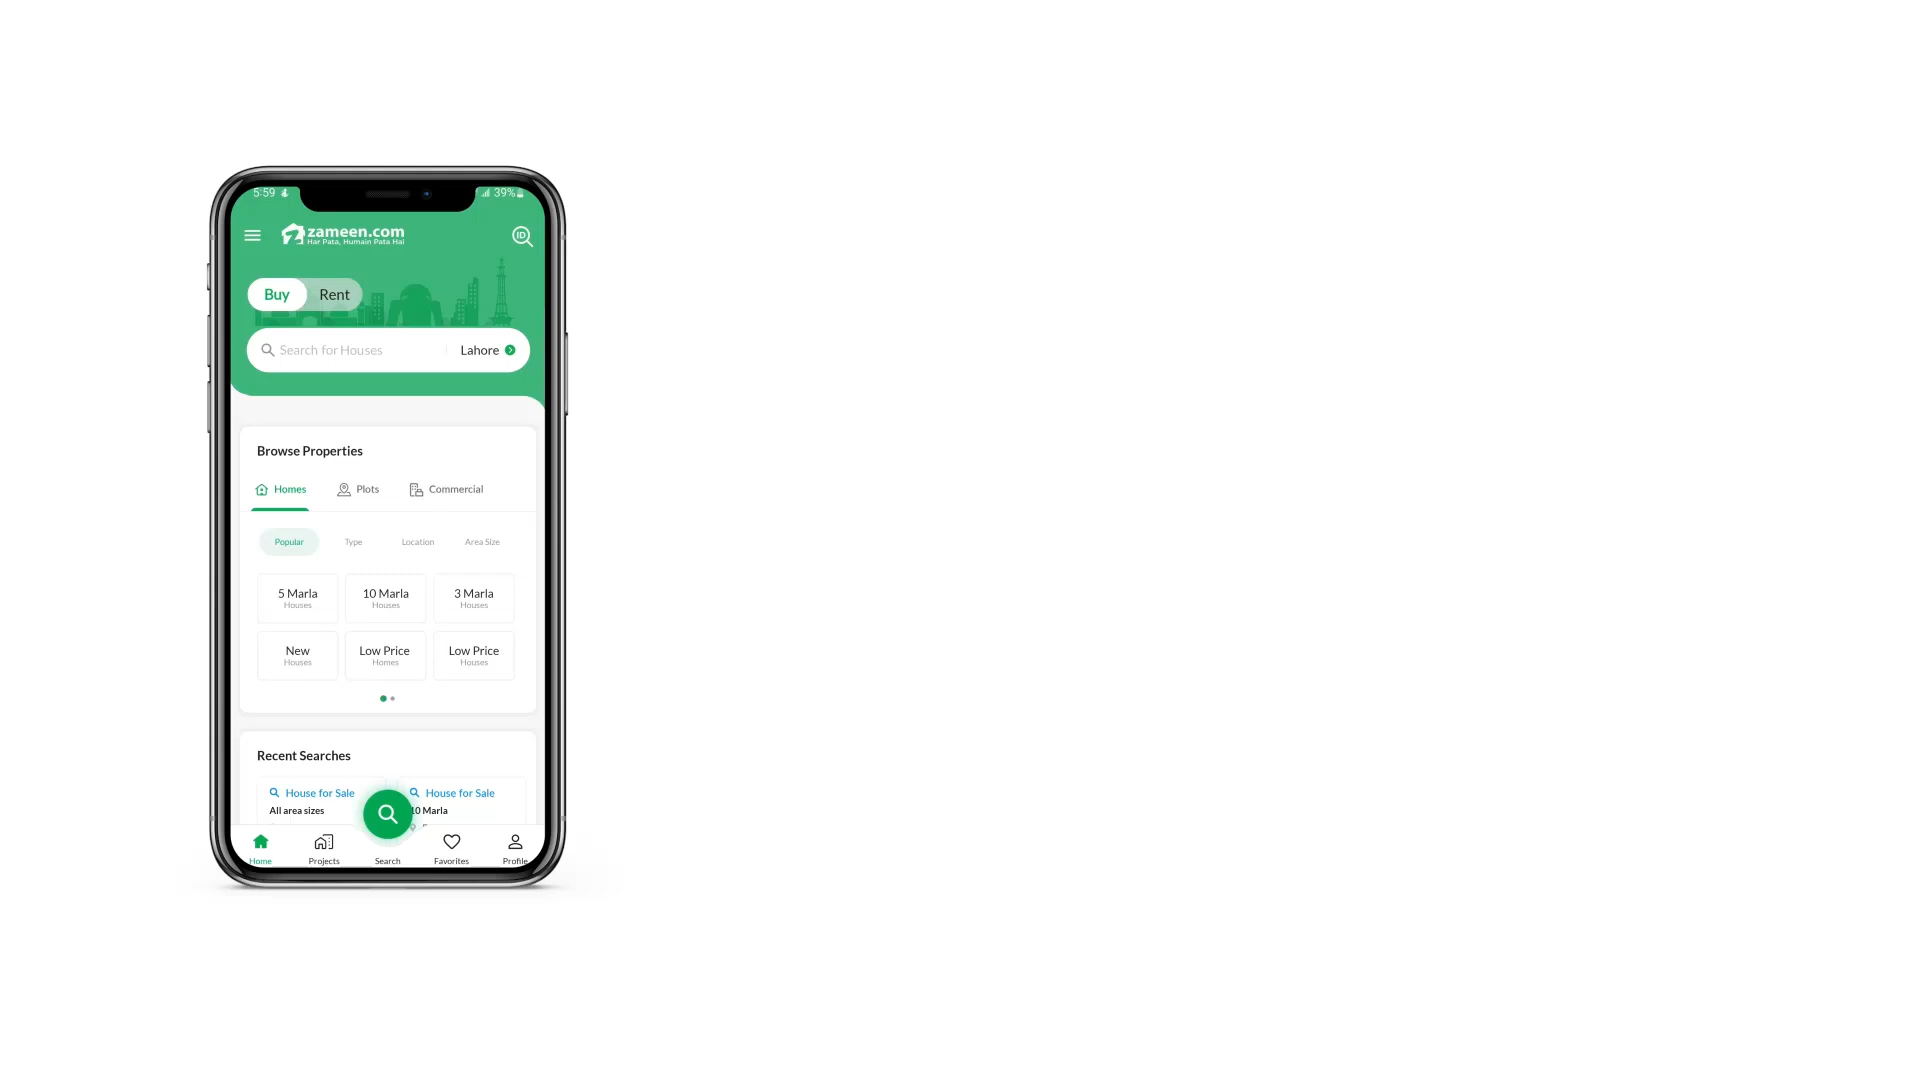 5:59
39%
zameen.com
Har Pata, Humain Pata Hai
ID
Buy Rent
Search for Houses Lahore
Browse Properties
Homes Plots Commercial
Popular Type Location Area Size
5 Marla 10 Marla 3 Marla
Houses Houses Houses
New Low Price Low Price
Houses Homes Houses
Recent Searches
House for Sale House for Sale
All area sizes 10 Marla
Home Projects Search Favorites Profile